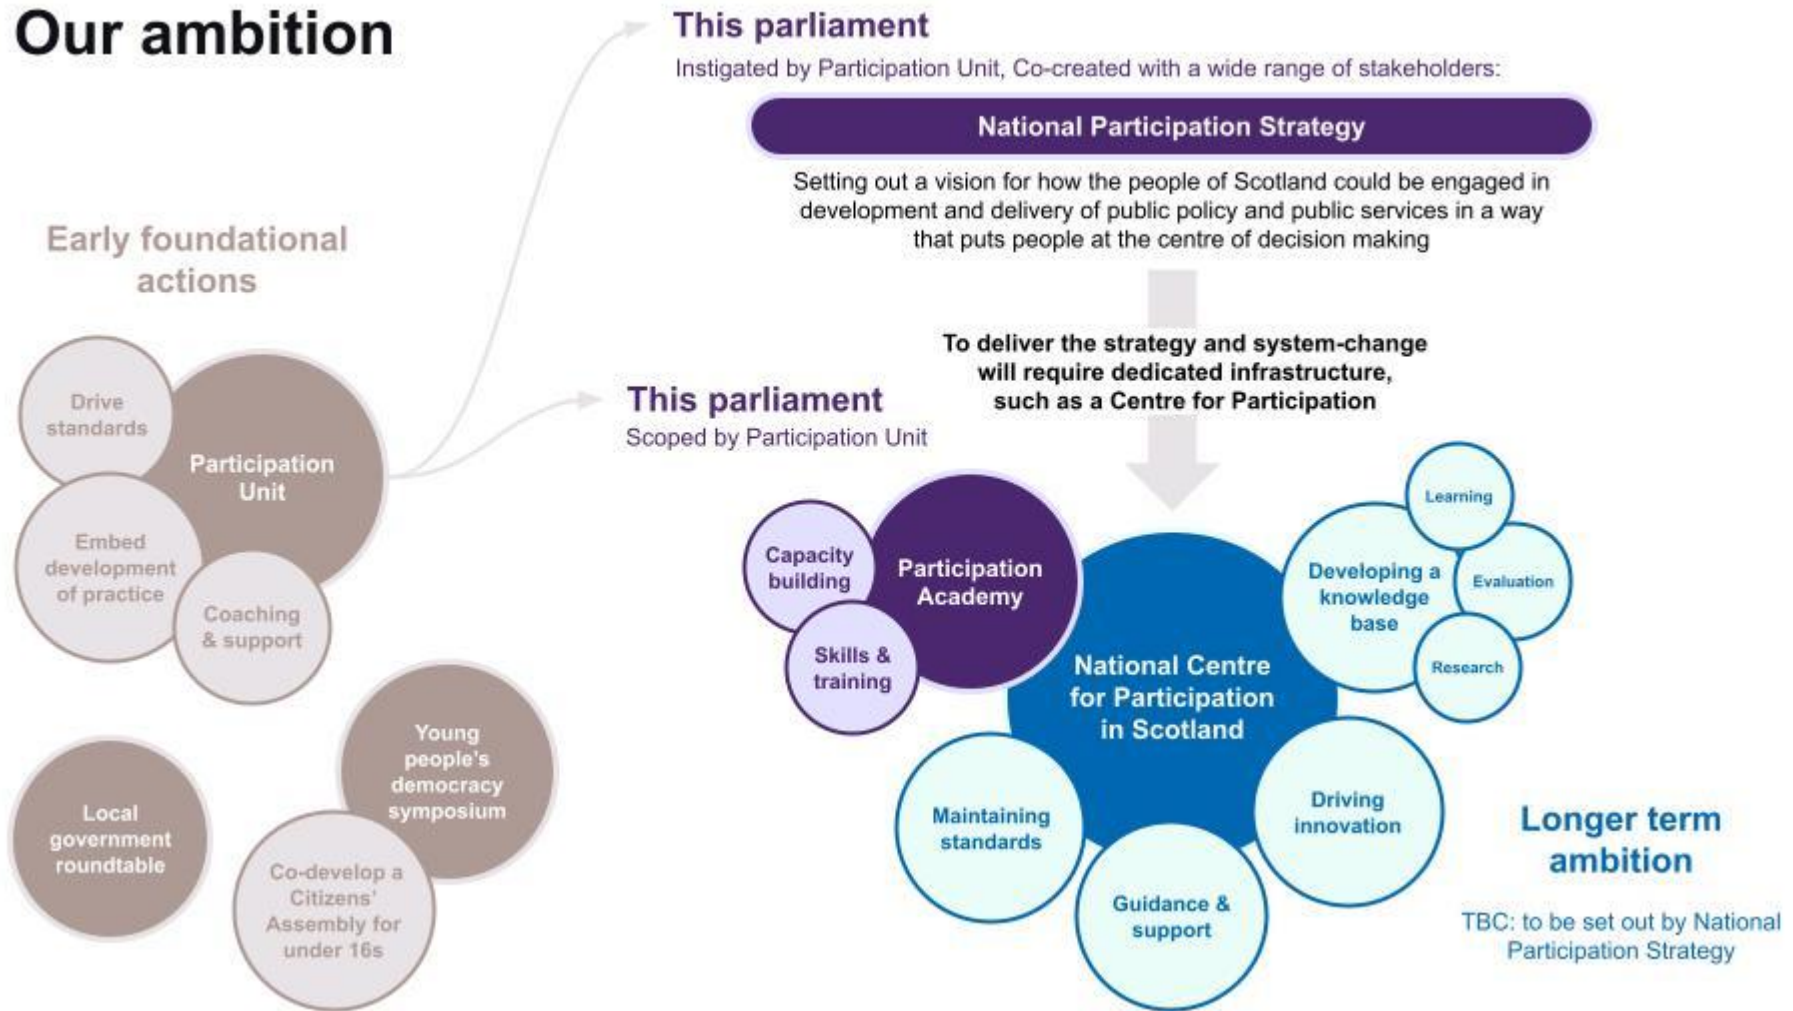 Our ambition
This parliament
Instigated by Participation Unit, Co-created with a wide range of stakeholders:
National Participation Strategy
Setting out a vision for how the people of Scotland could be engaged in
development and delivery of public policy and public services in a way
that puts people at the centre of decision making
To deliver the strategy and system-change
will require dedicated infrastructure,
such as a Centre for Participation
Early foundational
actions
Drive
standards
Participation
Unit
Embed
development
of practice
Coaching
& support
Young
people's
democracy
symposium
Local
government
roundtable
Co-develop a
Citizens'
Assembly for
under 16s
This parliament
Scoped by Participation Unit
Capacity
building
Participation
Academy
Skills &
training
National Centre
for Participation
in Scotland
Developing a
knowledge
base
Learning
Evaluation
Research
Maintaining
standards
Guidance &
support
Driving
innovation
Longer term
ambition
TBC: to be set out by National
Participation Strategy